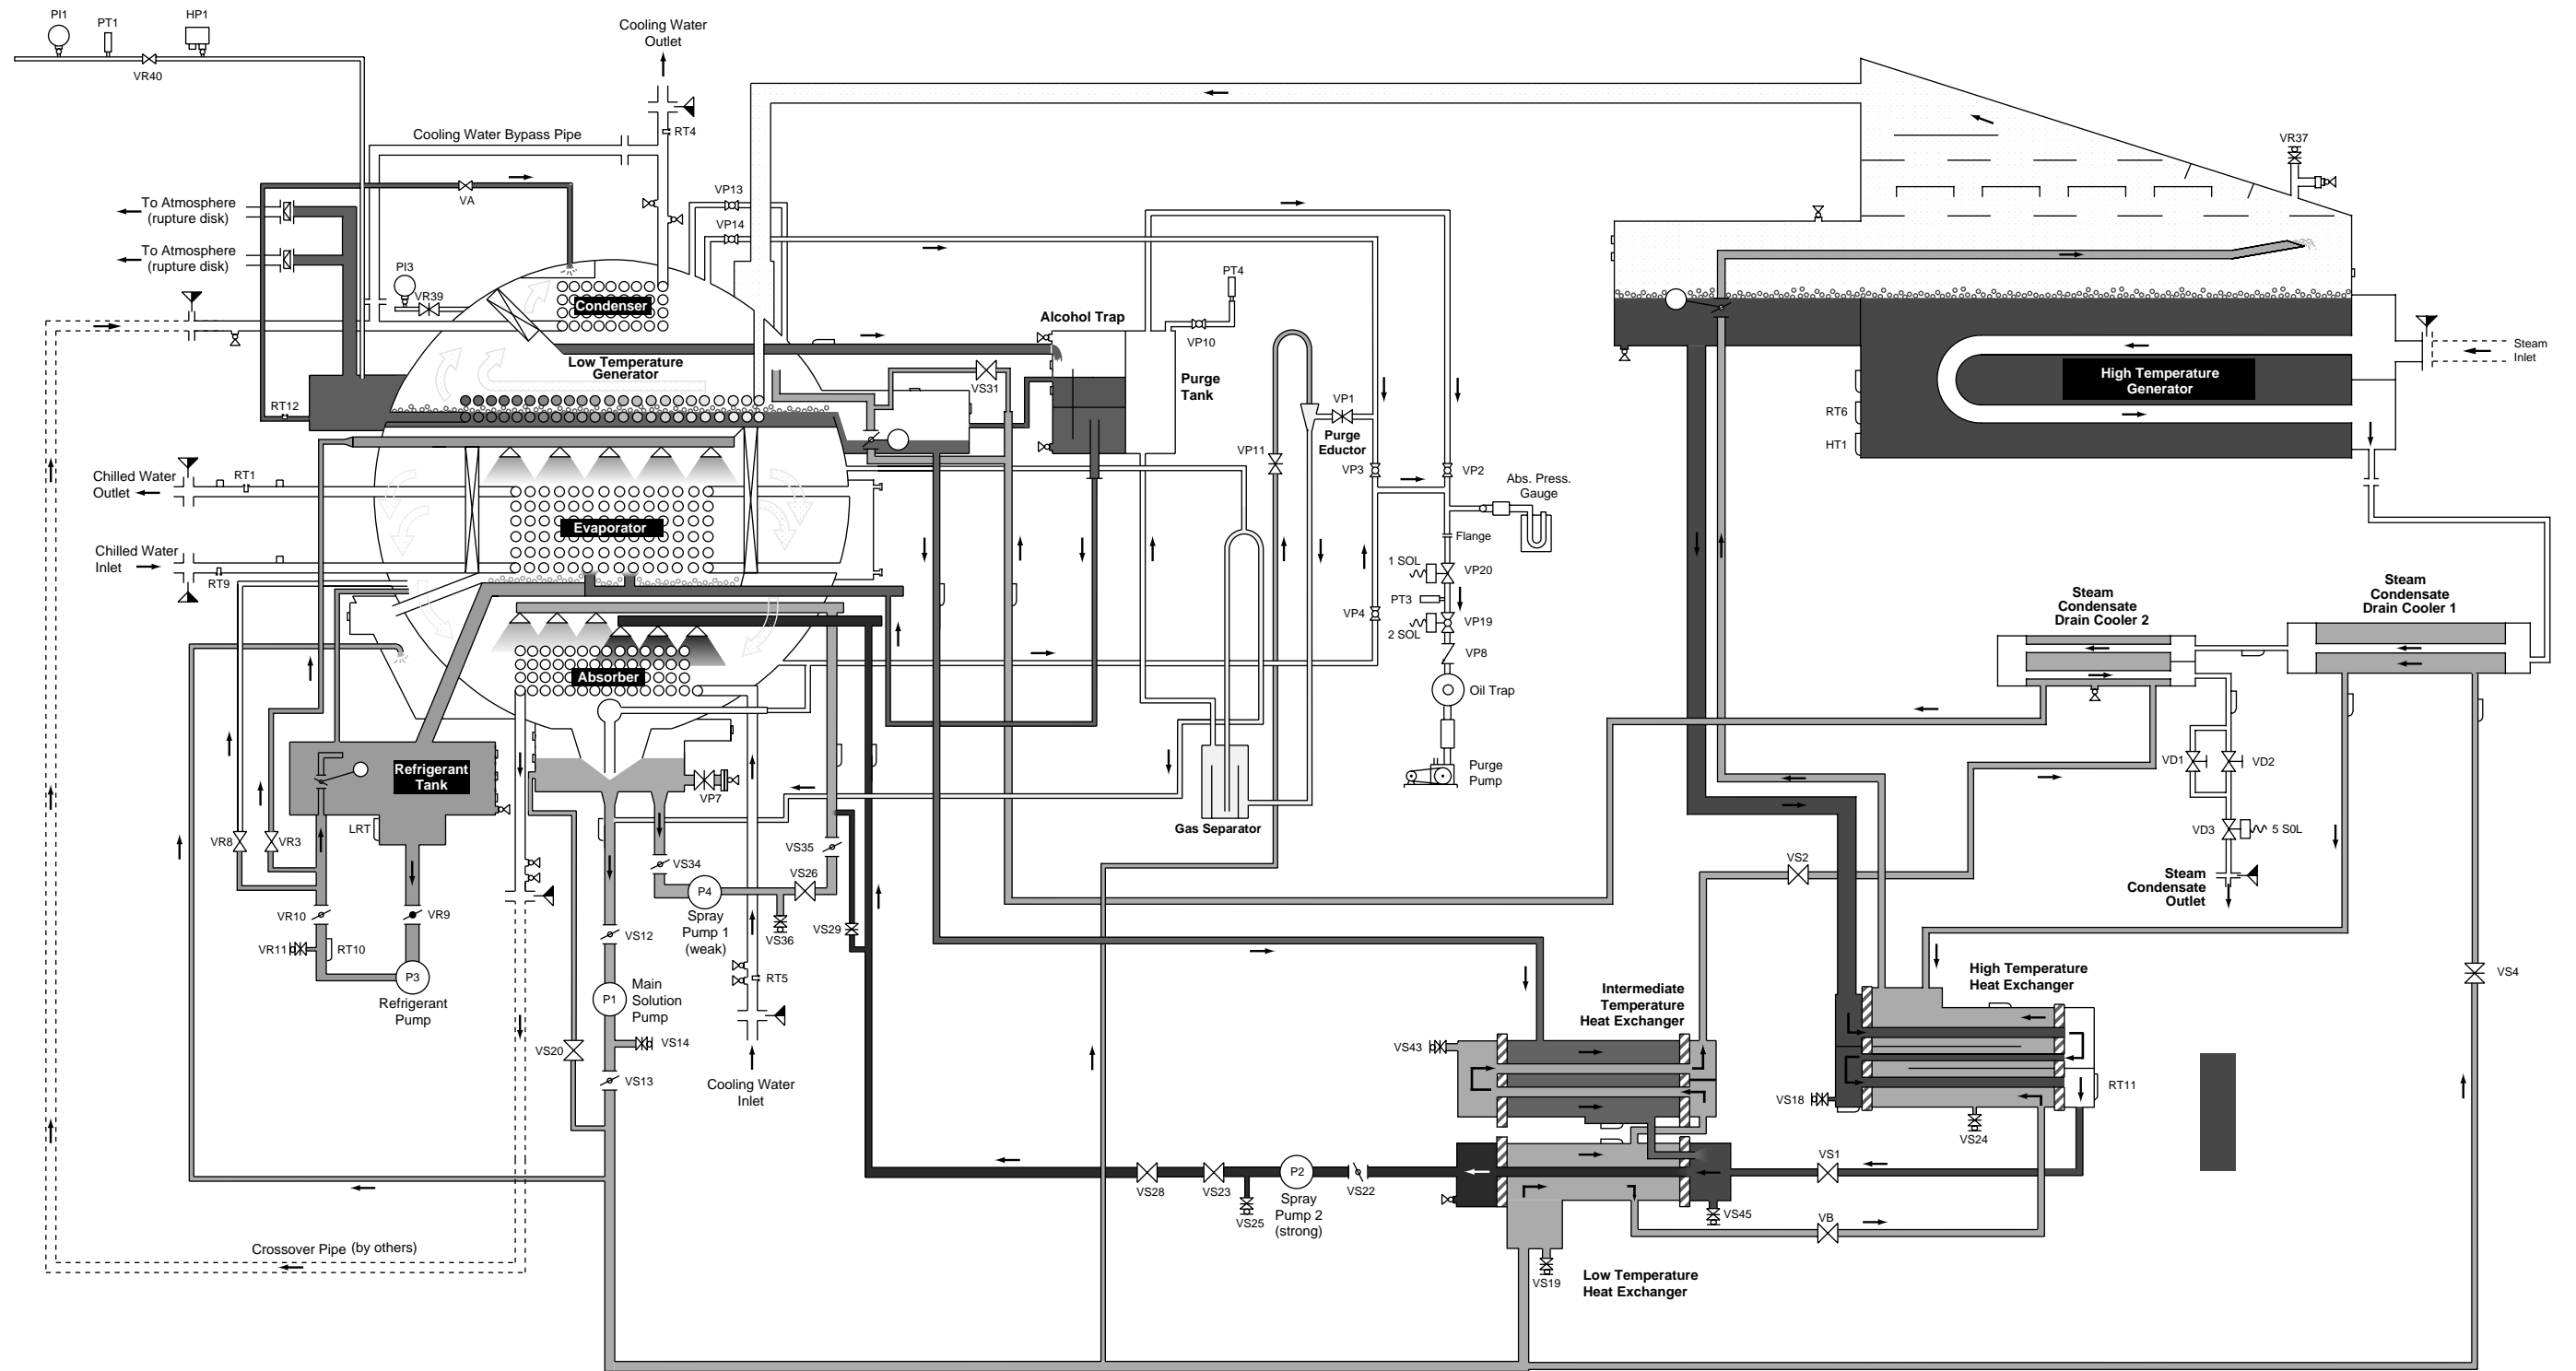 PI1
PT1
HP1
VR40
Cooling Water
Outlet
RT4
Cooling Water Bypass Pipe
VA
VP13
VP14
To Atmosphere
(rupture disk)
To Atmosphere
(rupture disk)
PI3
VR39
Condenser
Low Temperature
Generator
RT12
Alcohol Trap
PT4
VP10
Purge
Tank
VS31
VP1
Purge
Eductor
VP11
VP3
VP2
Abs. Press.
Gauge
Flange
1 SOL
VP20
PT3
VP4
VP19
2 SOL
VP8
Oil Trap
Purge
Pump
Gas Separator
VR37
Steam
Inlet
High Temperature
Generator
RT6
HT1
Chilled Water
Outlet
RT1
Evaporator
Chilled Water
Inlet
RT9
Absorber
Refrigerant
Tank
LRT
VR8
VR3
VR10
VR9
VR11
RT10
P3
Refrigerant
Pump
VP7
VS34
VS35
VS26
P4
Spray
Pump 1
(weak)
VS36
VS29
VS12
P1
Main
Solution
Pump
RT5
VS14
VS20
VS13
Cooling Water
Inlet
Crossover Pipe (by others)
Steam
Condensate
Drain Cooler 2
Steam
Condensate
Drain Cooler 1
VD1
VD2
VD3
5 S0L
Steam
Condensate
Outlet
VS2
VS4
High Temperature
Heat Exchanger
Intermediate
Temperature
Heat Exchanger
VS43
VS18
VS24
RT11
VS28
VS23
P2
VS22
VS25
Spray
Pump 2
(strong)
VS1
VS45
VB
VS19
Low Temperature
Heat Exchanger